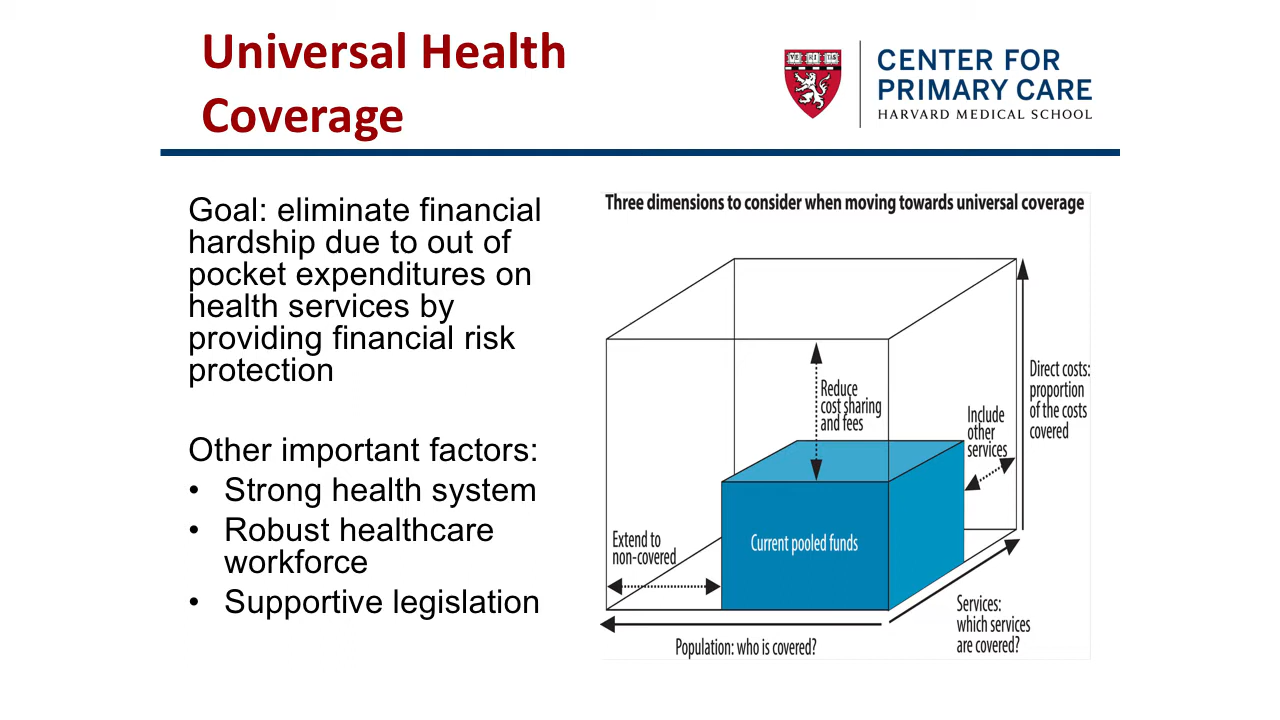 Universal Health
Coverage
CENTER FOR
PRIMARY CARE
HARVARD MEDICAL SCHOOL
Goal: eliminate financial
hardship due to out of
pocket expenditures on
health services by
providing financial risk
protection
Other important factors:
• Strong health system
• Robust healthcare
workforce
• Supportive legislation
Three dimensions to consider when moving towards universal coverage
Direct costs:
proportion
of the costs
covered
Reduce
cost sharing
and fees
Include
other
services
Extend to
non-covered
Current pooled funds
Services:
which services
are covered?
Population: who is covered?